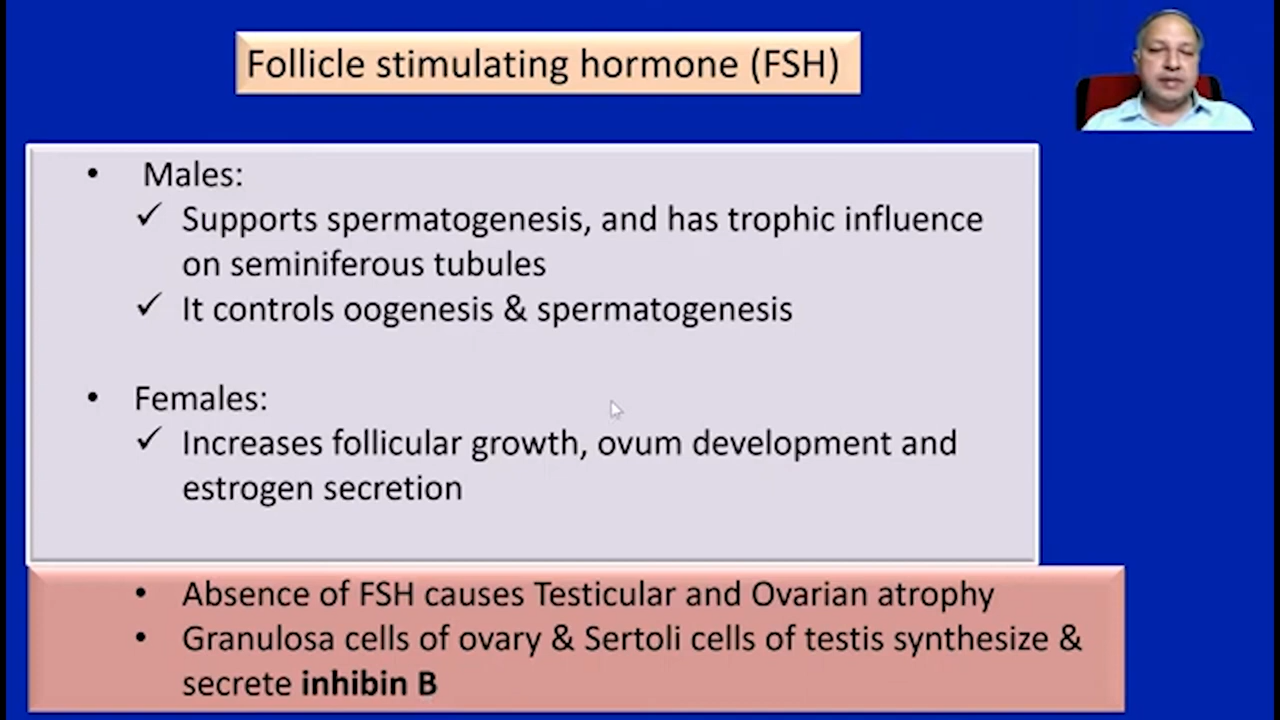 Follicle stimulating hormone (FSH)
• Males:
✓ Supports spermatogenesis, and has trophic influence
on seminiferous tubules
✓ It controls oogenesis & spermatogenesis
• Females:
✓ Increases follicular growth, ovum development and
estrogen secretion
• Absence of FSH causes Testicular and Ovarian atrophy
• Granulosa cells of ovary & Sertoli cells of testis synthesize &
secrete inhibin B